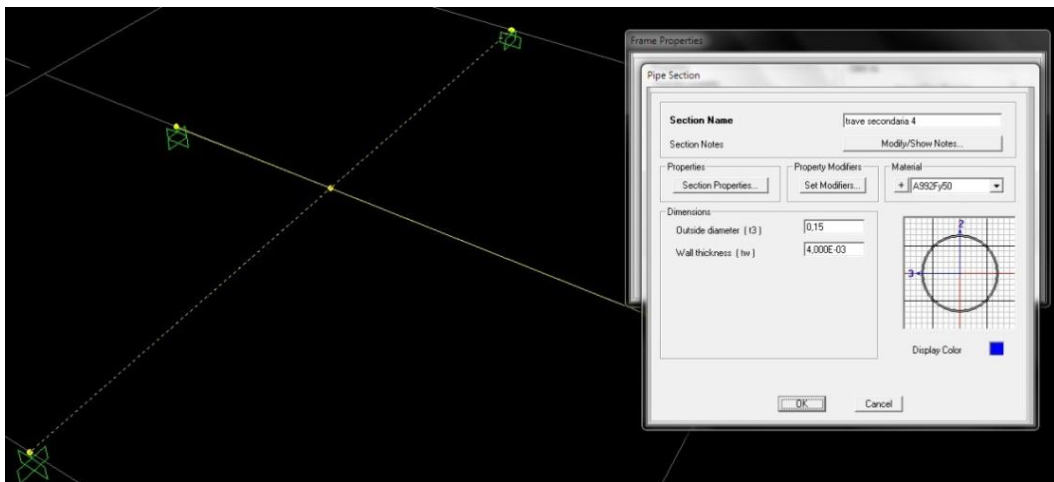 Frame Properties
Pipe Section
Section Name
trave secondaria 4
Section Notes
Modify/Show Notes...
Properties
Section Properties...
Property Modifiers
Set Modifiers...
Material
+
A992Fy50
Dimensions
Outside diameter ( t3 )
0,15
Wall thickness ( tw )
4,000E-03
2
3
Display Color
OK
Cancel